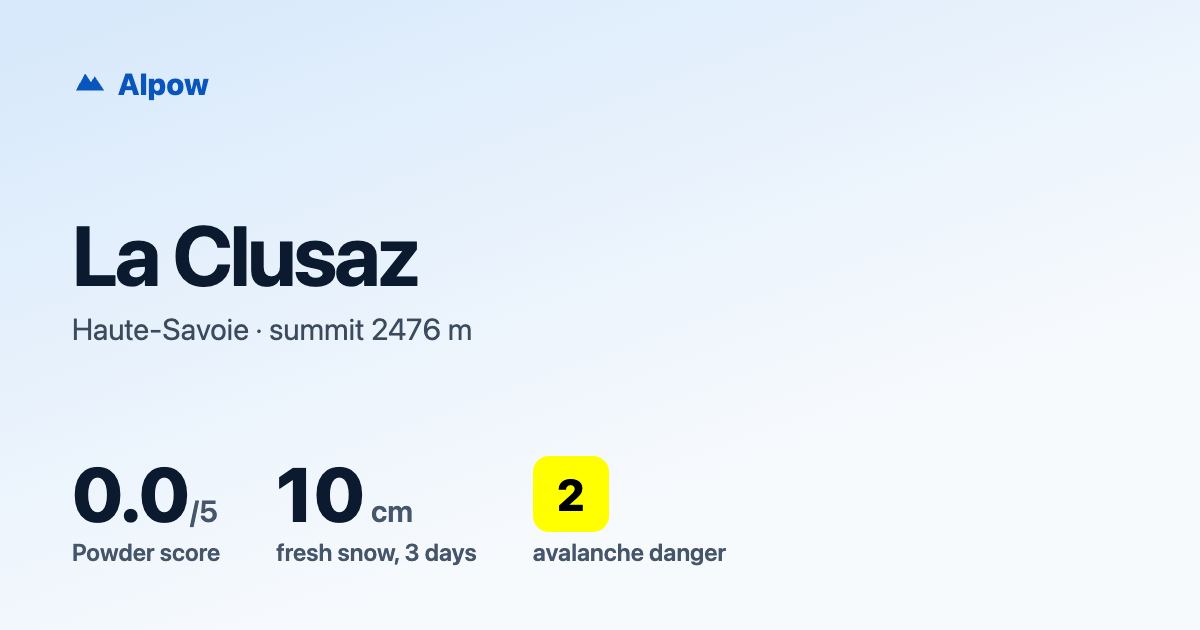 Alpow
La Clusaz
Haute-Savoie · summit 2476 m
0.0/5 10 cm 2
Powder score fresh snow, 3 days avalanche danger